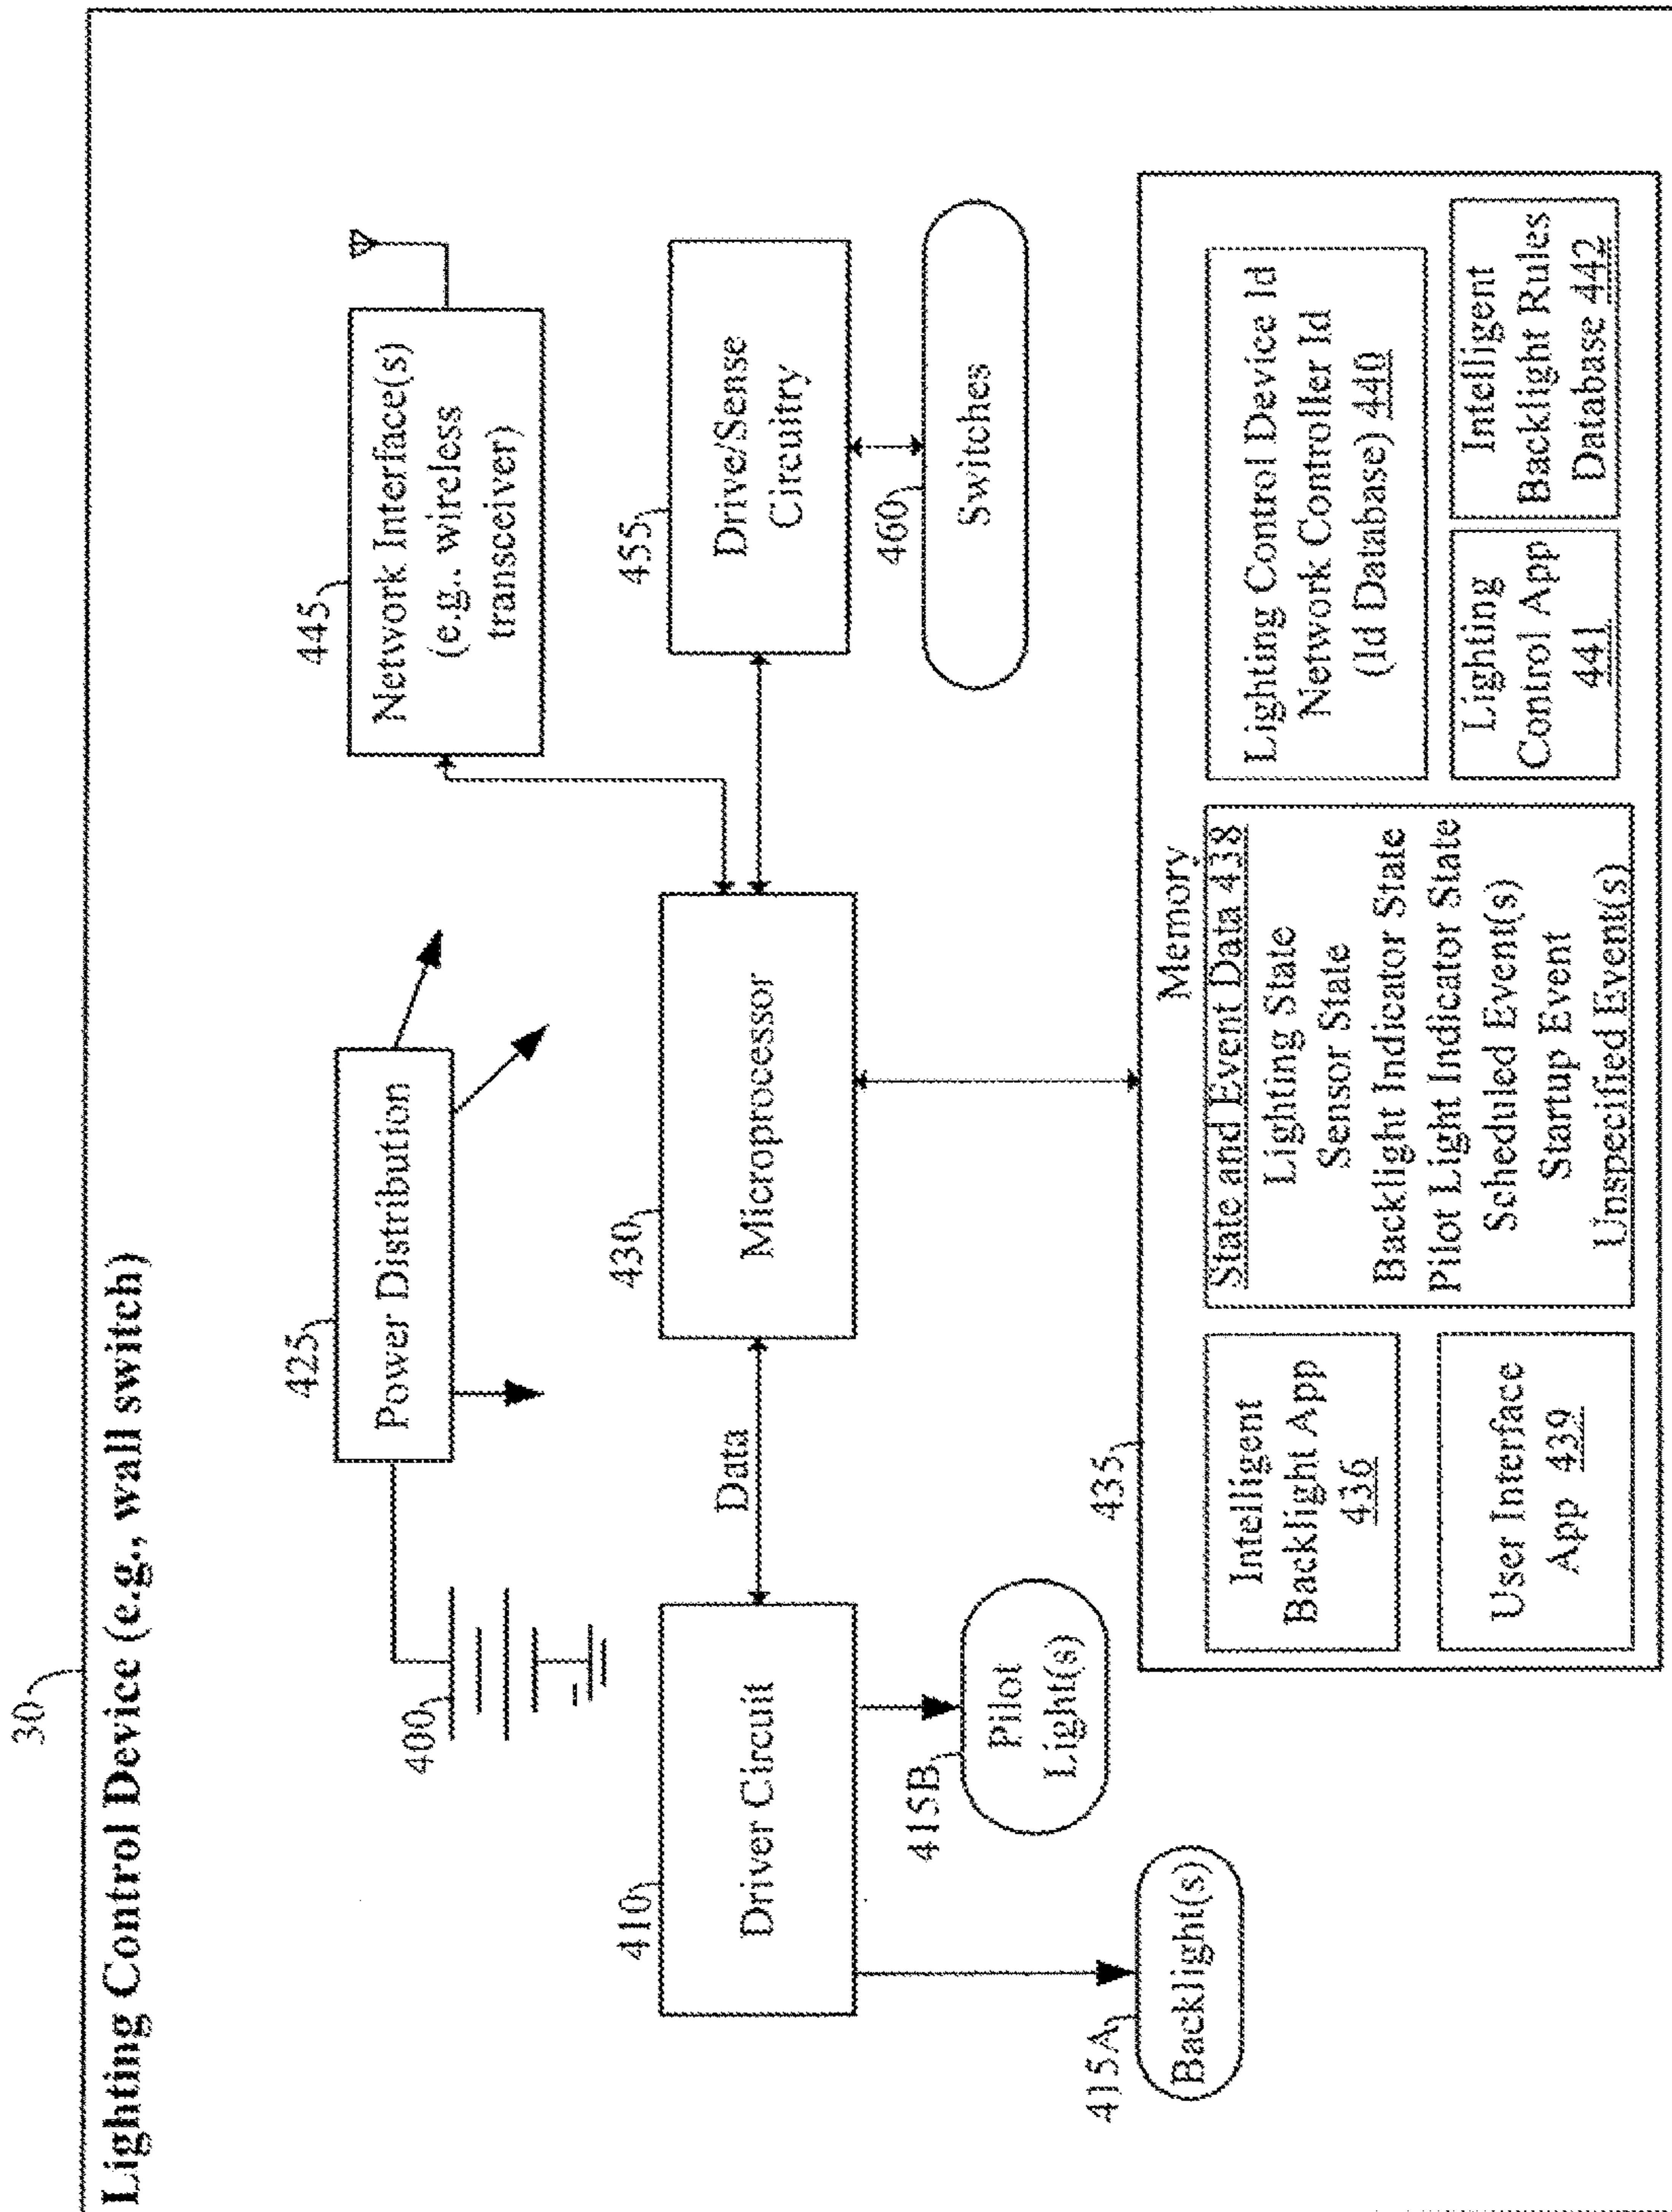 30
Lighting Control Device (e.g., wall switch)
400
425
Power Distribution
445
Network Interface(s)
(e.g., wireless
transceiver)
410
Driver Circuit
Data
430
Microprocessor
455
Drive/Sense
Circuitry
415A
Backlight(s)
415B
Pilot
Light(s)
460
Switches
435
Memory
Intelligent
Backlight App
436
User Interface
App 439
State and Event Data 438
Lighting State
Sensor State
Backlight Indicator State
Pilot Light Indicator State
Scheduled Event(s)
Startup Event
Unspecified Event(s)
Lighting Control Device Id
Network Controller Id
(Id Database) 440
Lighting
Control App
441
Intelligent
Backlight Rules
Database 442